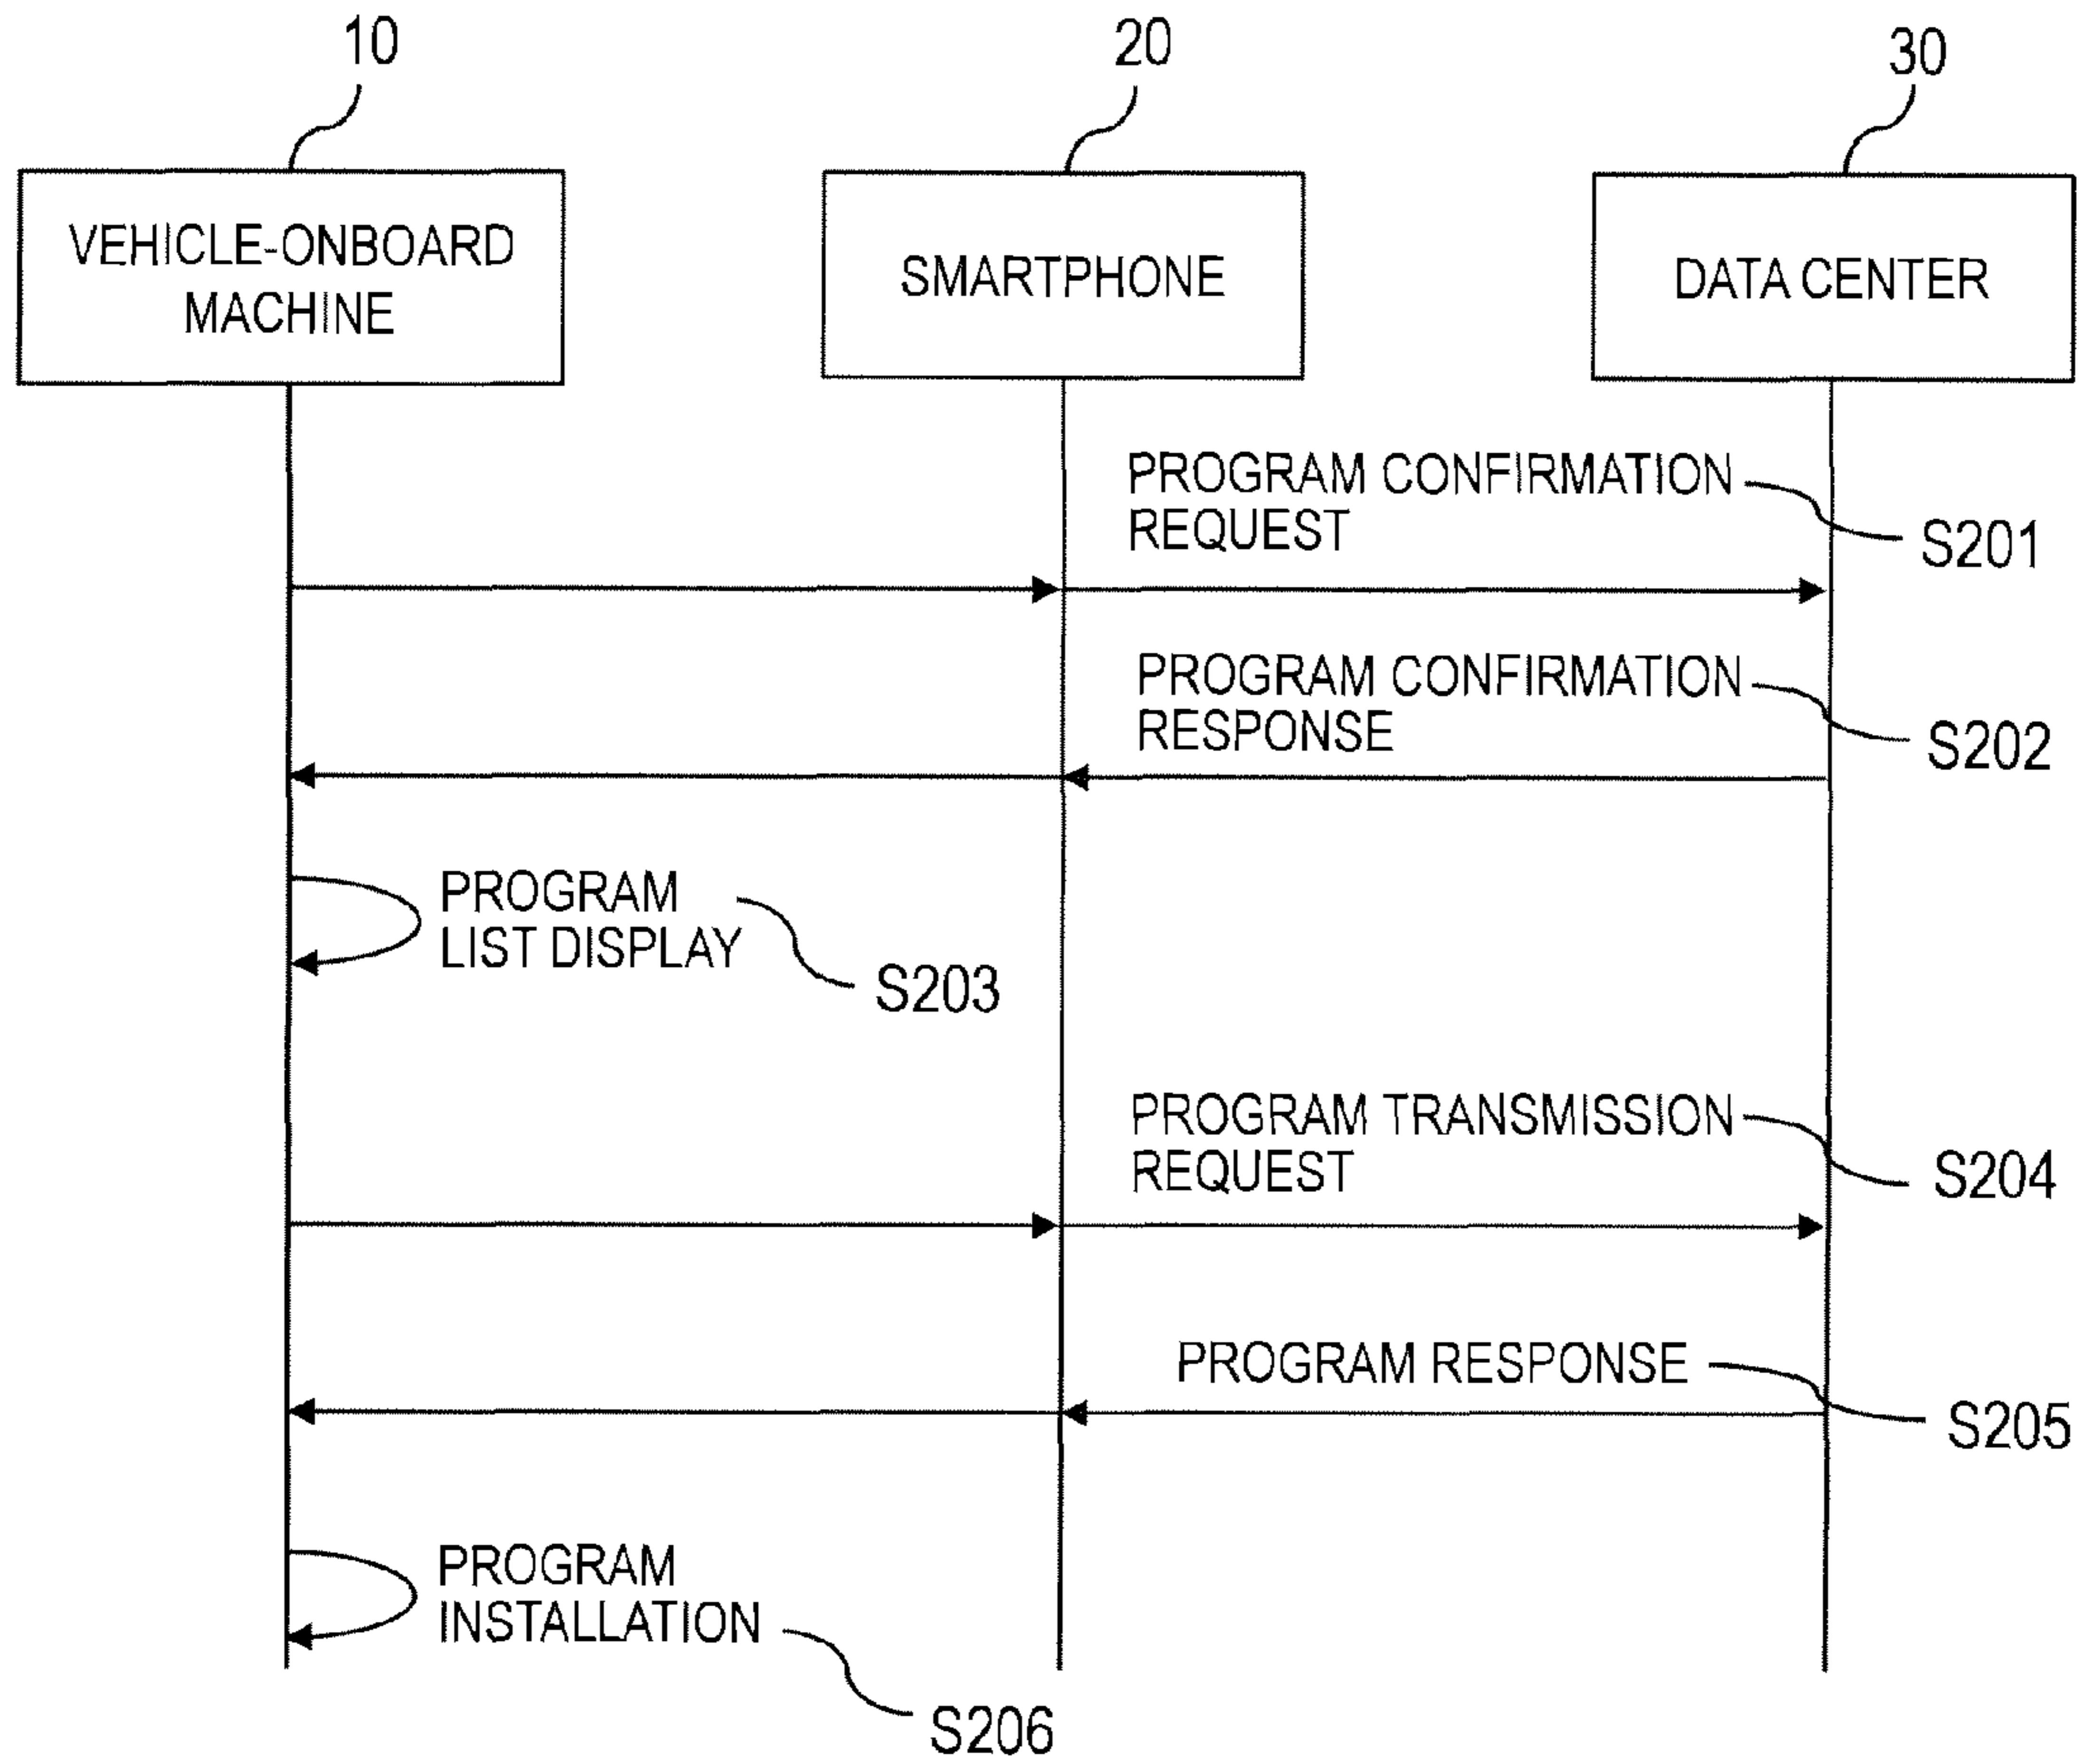 10
20
30
VEHICLE-ONBOARD
MACHINE
SMARTPHONE
DATA CENTER
PROGRAM CONFIRMATION
REQUEST
S201
PROGRAM CONFIRMATION
RESPONSE
S202
PROGRAM
LIST DISPLAY
S203
PROGRAM TRANSMISSION
REQUEST
S204
PROGRAM RESPONSE
S205
PROGRAM
INSTALLATION
S206